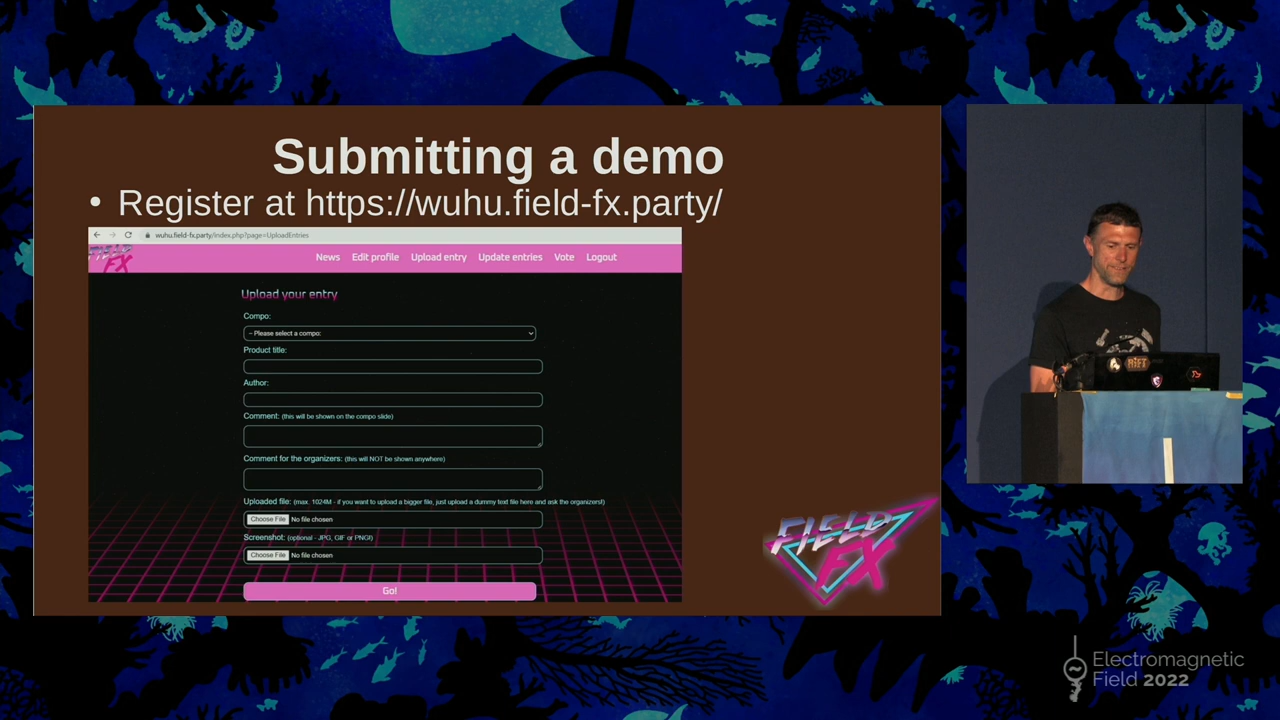 Submitting a demo
• Register at https://wuhu.field-fx.party/
wuhu.field-fx.party/index.php?page=UploadEntries
FIELD FX
News Edit profile Upload entry Update entries Vote Logout
Upload your entry
Compo:
-- Please select a compo:
Product title:
Author:
Comment: (this will be shown on the compo slide)
Comment for the organizers: (this will NOT be shown anywhere)
Uploaded file: (max. 1024M - if you want to upload a bigger file, just upload a dummy text file here and ask the organizers!)
Choose File No file chosen
Screenshot: (optional - JPG, GIF or PNG!)
Choose File No file chosen
Go!
FIELD
FX
RIFT
Electromagnetic
Field 2022